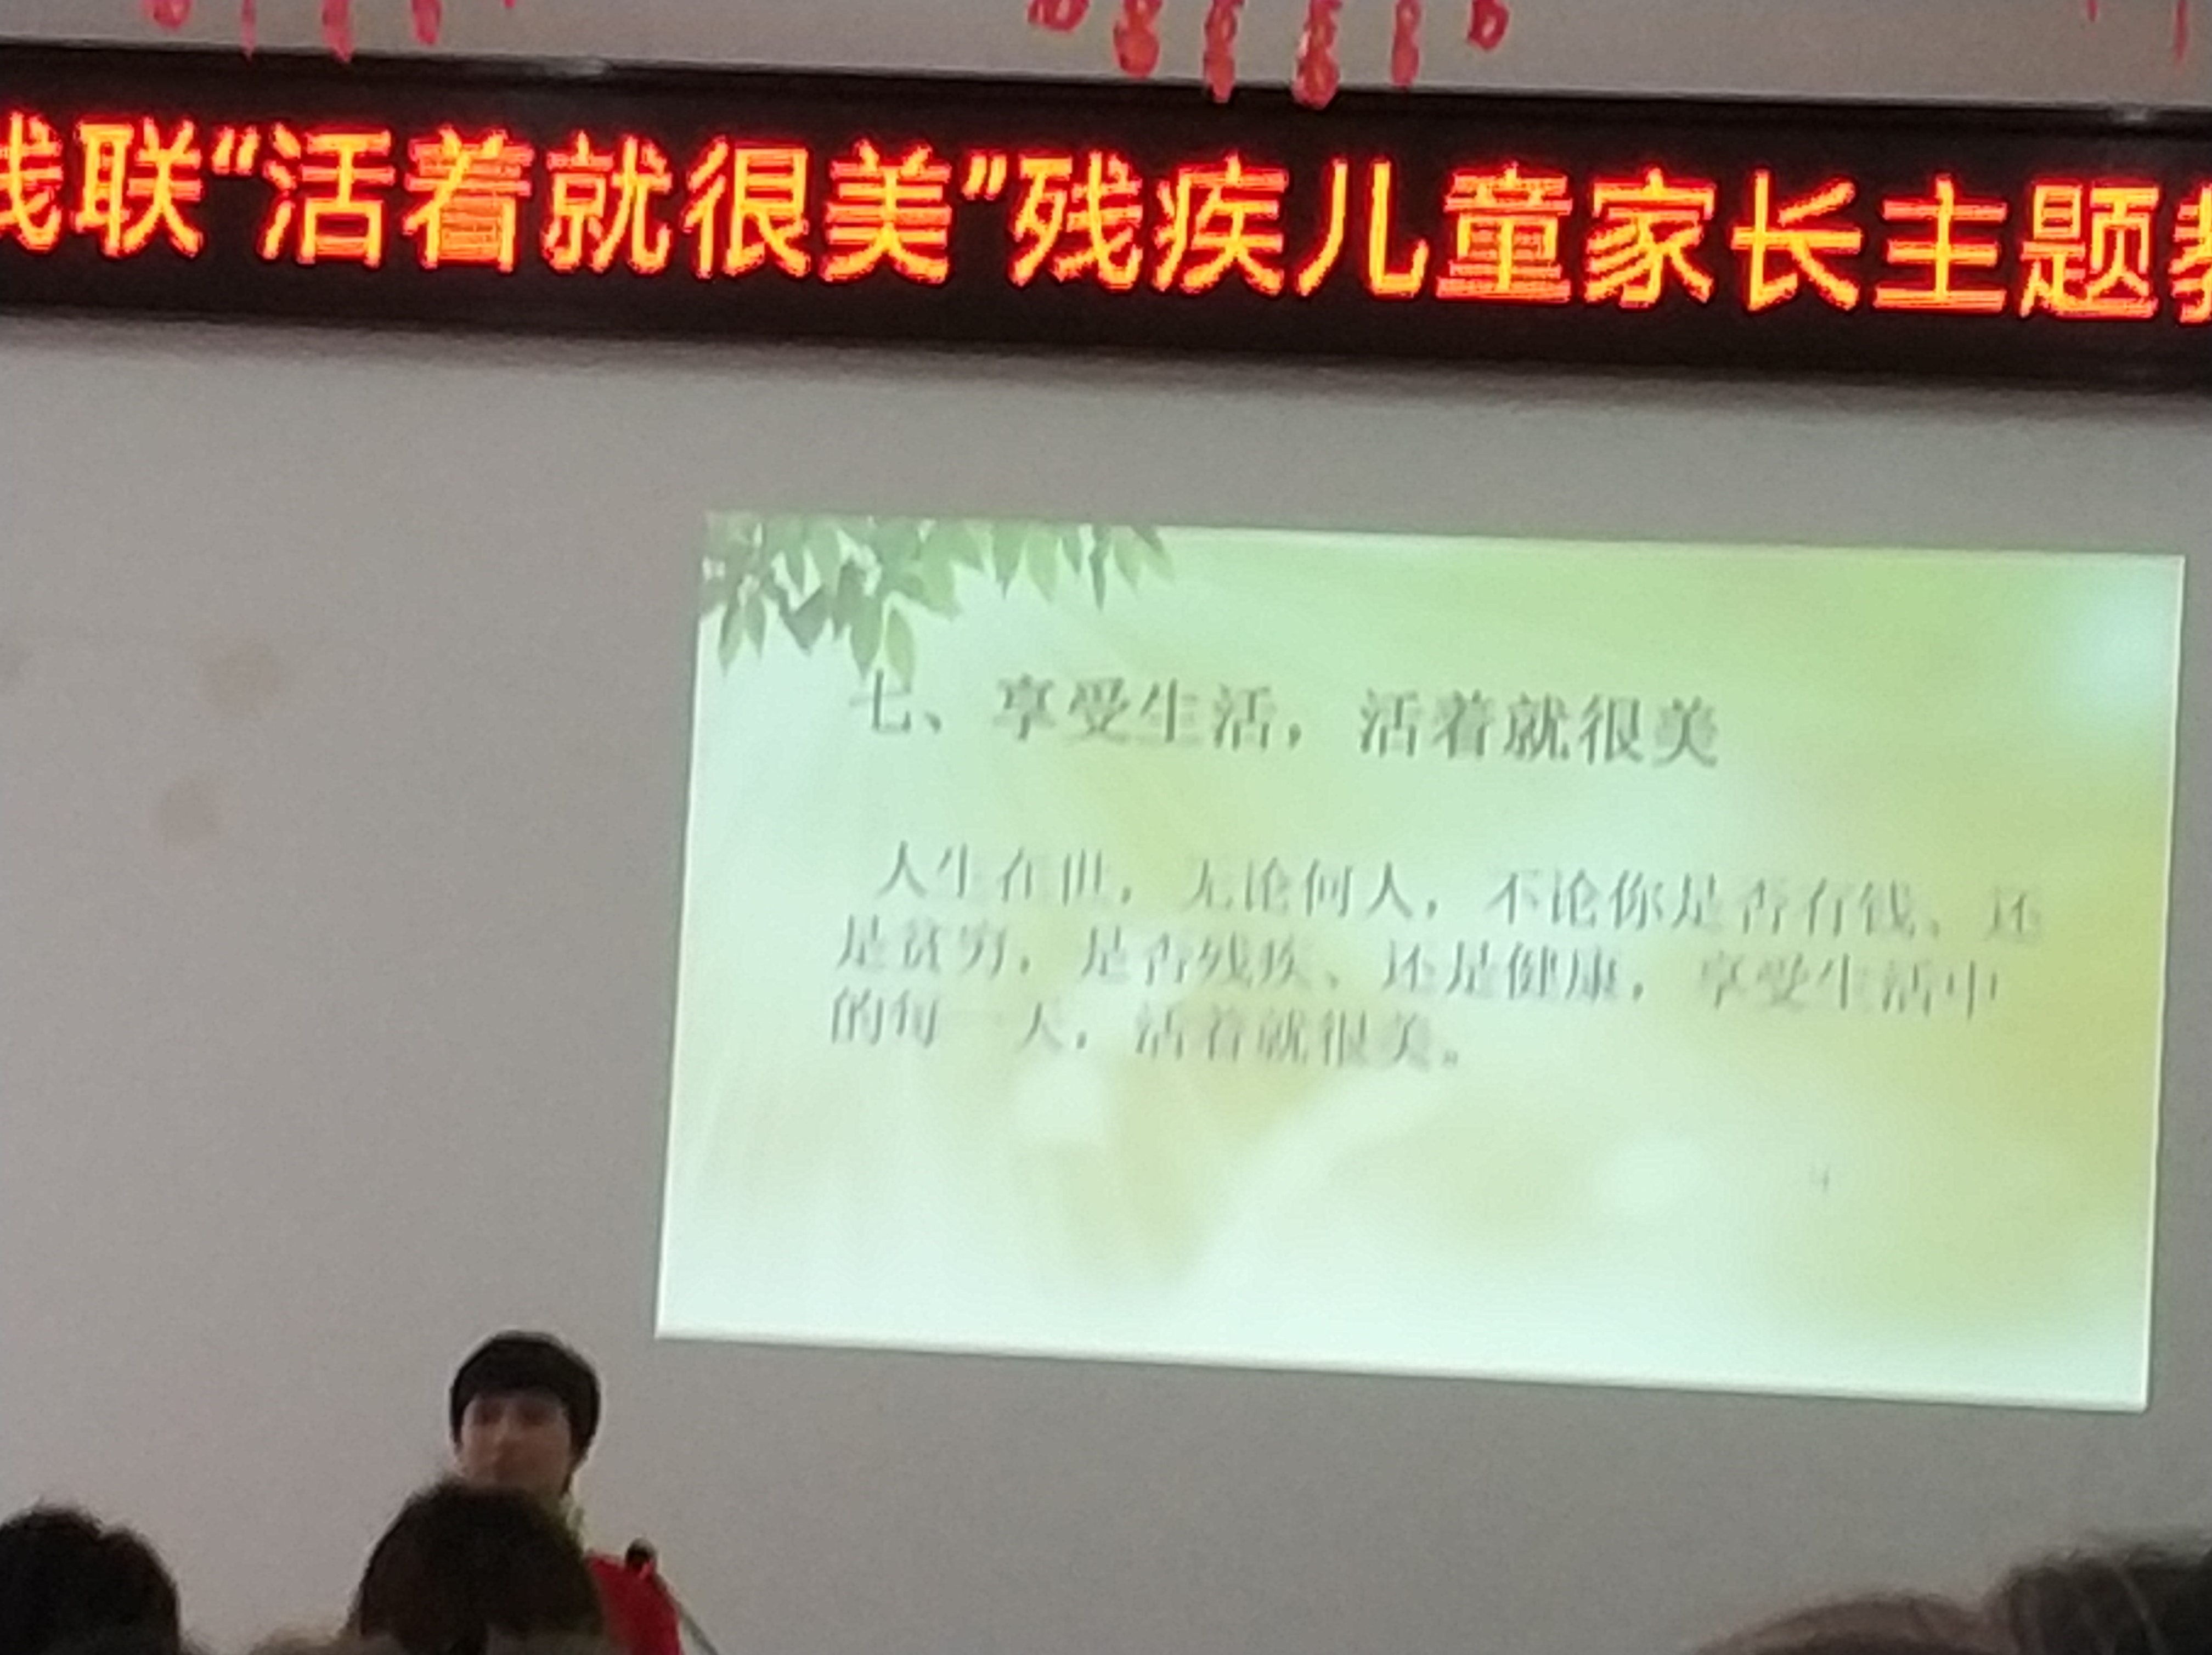 残联“活着就很美”残疾儿童家长主题教
七、享受生活，活着就很美
人生在世，无论何人，不论你是否有钱、还
是贫穷，是否残疾、还是健康，享受生活中
的每一天，活着就很美。